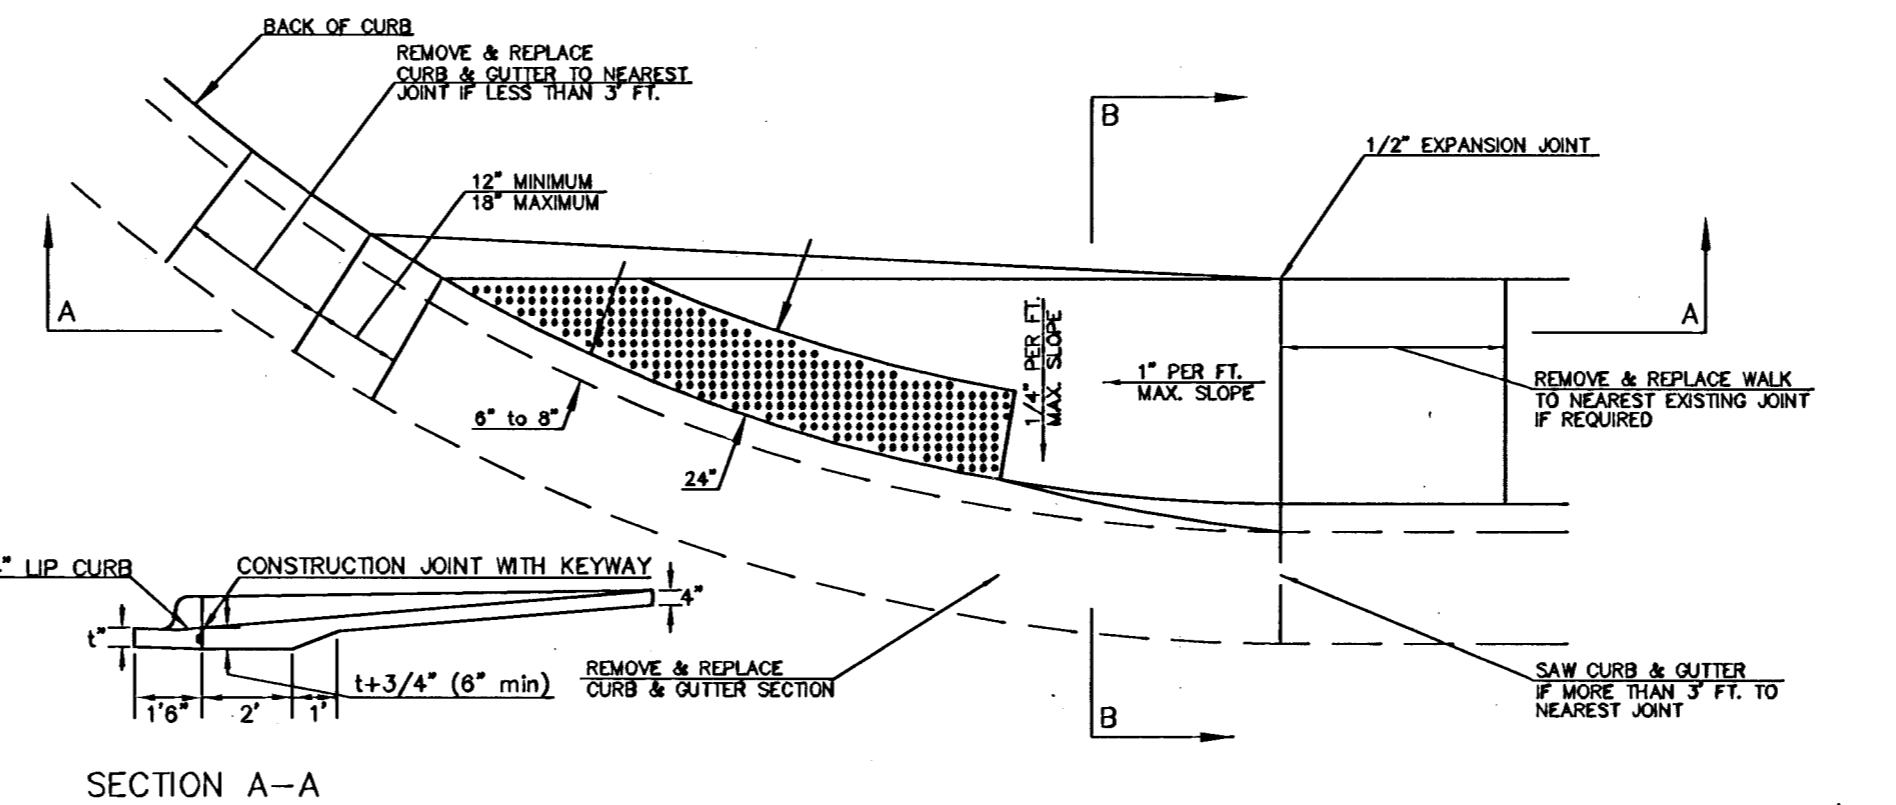 BACK OF CURB
REMOVE & REPLACE
CURB & GUTTER TO NEAREST
JOINT IF LESS THAN 3' FT.
B
1/2" EXPANSION JOINT
12" MINIMUM
18" MAXIMUM
A
A
1/4" PER FT.
MAX. SLOPE
1" PER FT.
MAX. SLOPE
REMOVE & REPLACE WALK
TO NEAREST EXISTING JOINT
IF REQUIRED
6" to 8"
24"
" LIP CURB
CONSTRUCTION JOINT WITH KEYWAY
4"
t"
t+3/4" (6" min)
1'6"
2'
1'
REMOVE & REPLACE
CURB & GUTTER SECTION
SAW CURB & GUTTER
IF MORE THAN 3' FT. TO
NEAREST JOINT
B
SECTION A-A